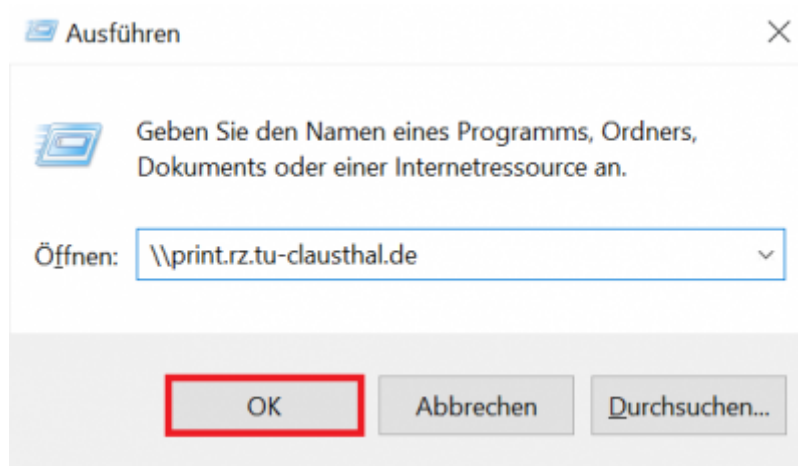 Ausführen
Geben Sie den Namen eines Programms, Ordners,
Dokuments oder einer Internetressource an.
Öffnen: \\print.rz.tu-clausthal.de
OK Abbrechen Durchsuchen...